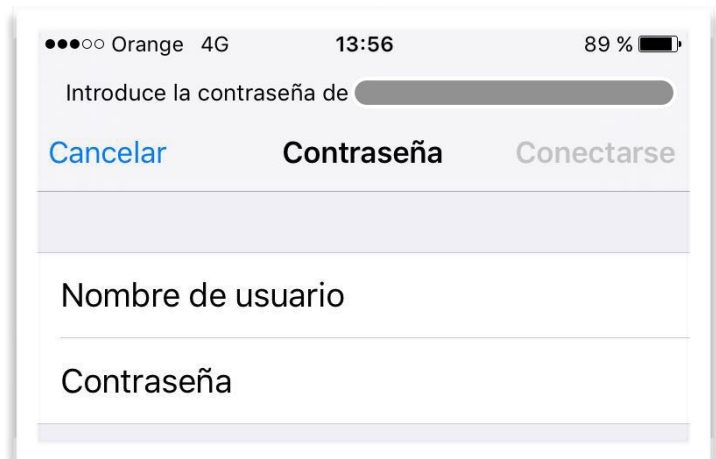 Orange 4G 13:56 89 %
Introduce la contraseña de
Cancelar Contraseña Conectarse
Nombre de usuario
Contraseña